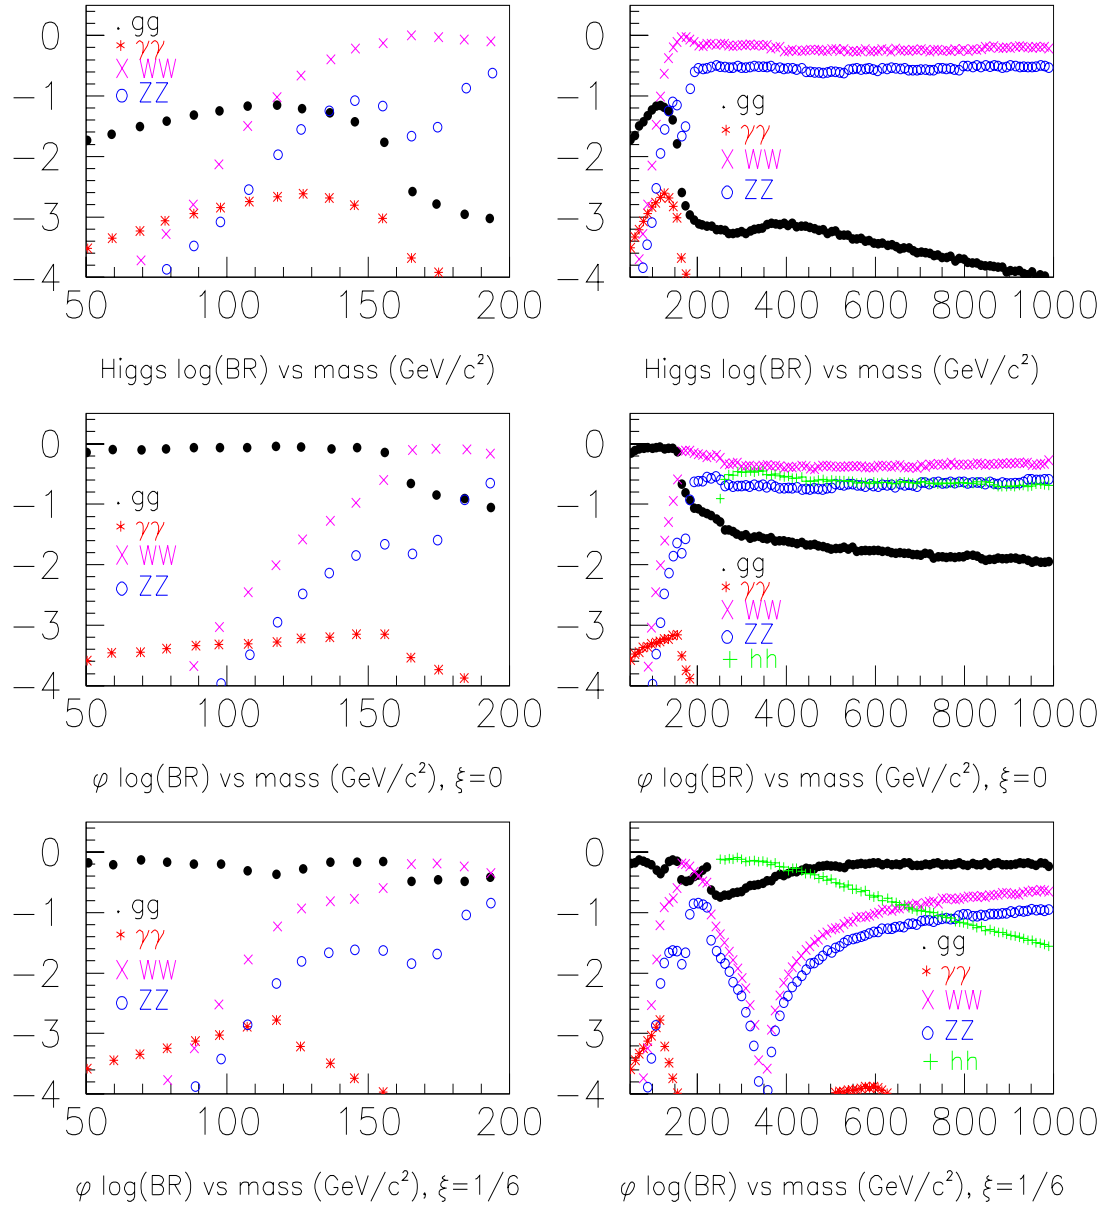 . gg
* γγ
× WW
○ ZZ
0
−1
−2
−3
−4
50 100 150 200
Higgs log(BR) vs mass (GeV/c²)
. gg
* γγ
× WW
○ ZZ
0
−1
−2
−3
−4
200 400 600 800 1000
Higgs log(BR) vs mass (GeV/c²)
0
. gg
* γγ
× WW
○ ZZ
−1
−2
−3
−4
50 100 150 200
φ log(BR) vs mass (GeV/c²), ξ=0
0
−1
−2
−3
−4
. gg
* γγ
× WW
○ ZZ
+ hh
200 400 600 800 1000
φ log(BR) vs mass (GeV/c²), ξ=0
0
. gg
* γγ
× WW
○ ZZ
−1
−2
−3
−4
50 100 150 200
φ log(BR) vs mass (GeV/c²), ξ=1/6
0
−1
−2
−3
−4
. gg
* γγ
× WW
○ ZZ
+ hh
200 400 600 800 1000
φ log(BR) vs mass (GeV/c²), ξ=1/6